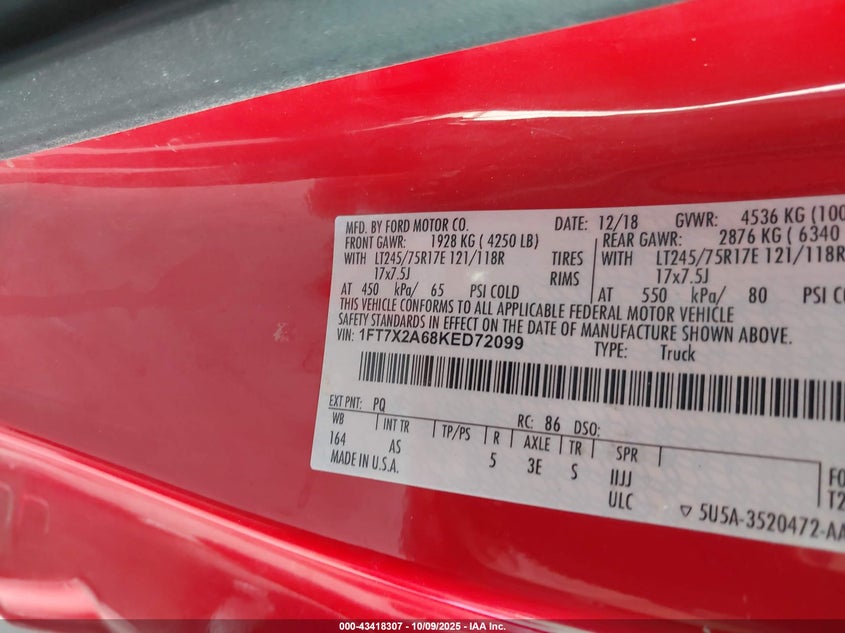 MFD. BY FORD MOTOR CO. DATE: 12/18 GVWR: 4536 KG (100
FRONT GAWR: 1928 KG ( 4250 LB) REAR GAWR: 2876 KG ( 6340
WITH LT245/75R17E 121/118R TIRES WITH LT245/75R17E 121/118R
17x7.5J RIMS 17x7.5J
AT 450 kPa/ 65 PSI COLD AT 550 kPa/ 80 PSI CO
THIS VEHICLE CONFORMS TO ALL APPLICABLE FEDERAL MOTOR VEHICLE
SAFETY STANDARDS IN EFFECT ON THE DATE OF MANUFACTURE SHOWN ABOVE.
VIN: 1FT7X2A68KED72099
TYPE: Truck
EXT PNT: PQ RC: 86 DSO:
WB INT TR TP/PS R AXLE TR SPR
164 AS 5 3E S IIJJ
MADE IN U.S.A. ULC
FO
T2
▽ 5U5A-3520472-AA
000-43418307 - 10/09/2025 - IAA Inc.